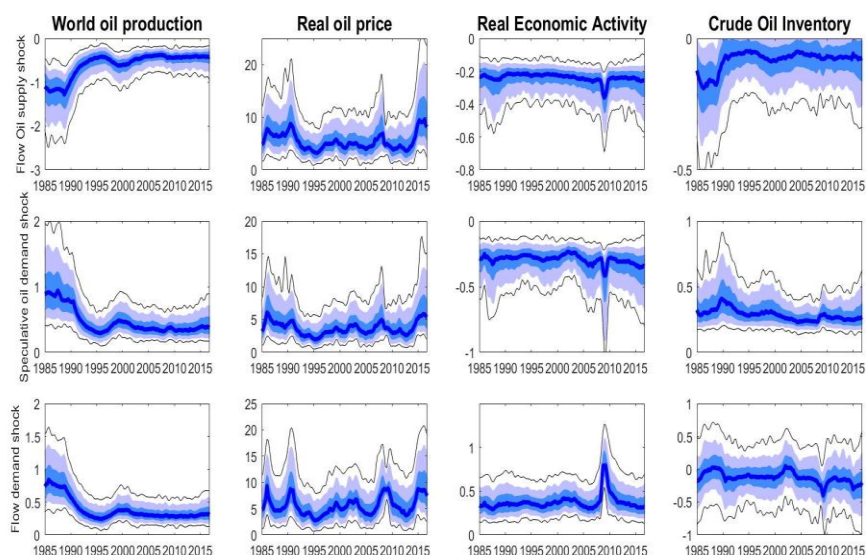 World oil production Real oil price Real Economic Activity Crude Oil Inventory
Flow Oil supply shock
0
-1
-2
-3
1985 1990 1995 2000 2005 2010 2015
20
10
0
1985 1990 1995 2000 2005 2010 2015
0
-0.2
-0.4
-0.6
-0.8
1985 1990 1995 2000 2005 2010 2015
0
-0.5
1985 1990 1995 2000 2005 2010 2015
Speculative oil demand shock
2
1
0
1985 1990 1995 2000 2005 2010 2015
20
15
10
5
0
1985 1990 1995 2000 2005 2010 2015
0
-0.5
-1
1985 1990 1995 2000 2005 2010 2015
1
0.5
0
1985 1990 1995 2000 2005 2010 2015
Flow demand shock
2
1.5
1
0.5
0
1985 1990 1995 2000 2005 2010 2015
25
20
15
10
5
0
1985 1990 1995 2000 2005 2010 2015
1
0.5
0
1985 1990 1995 2000 2005 2010 2015
1
0.5
0
-0.5
-1
1985 1990 1995 2000 2005 2010 2015